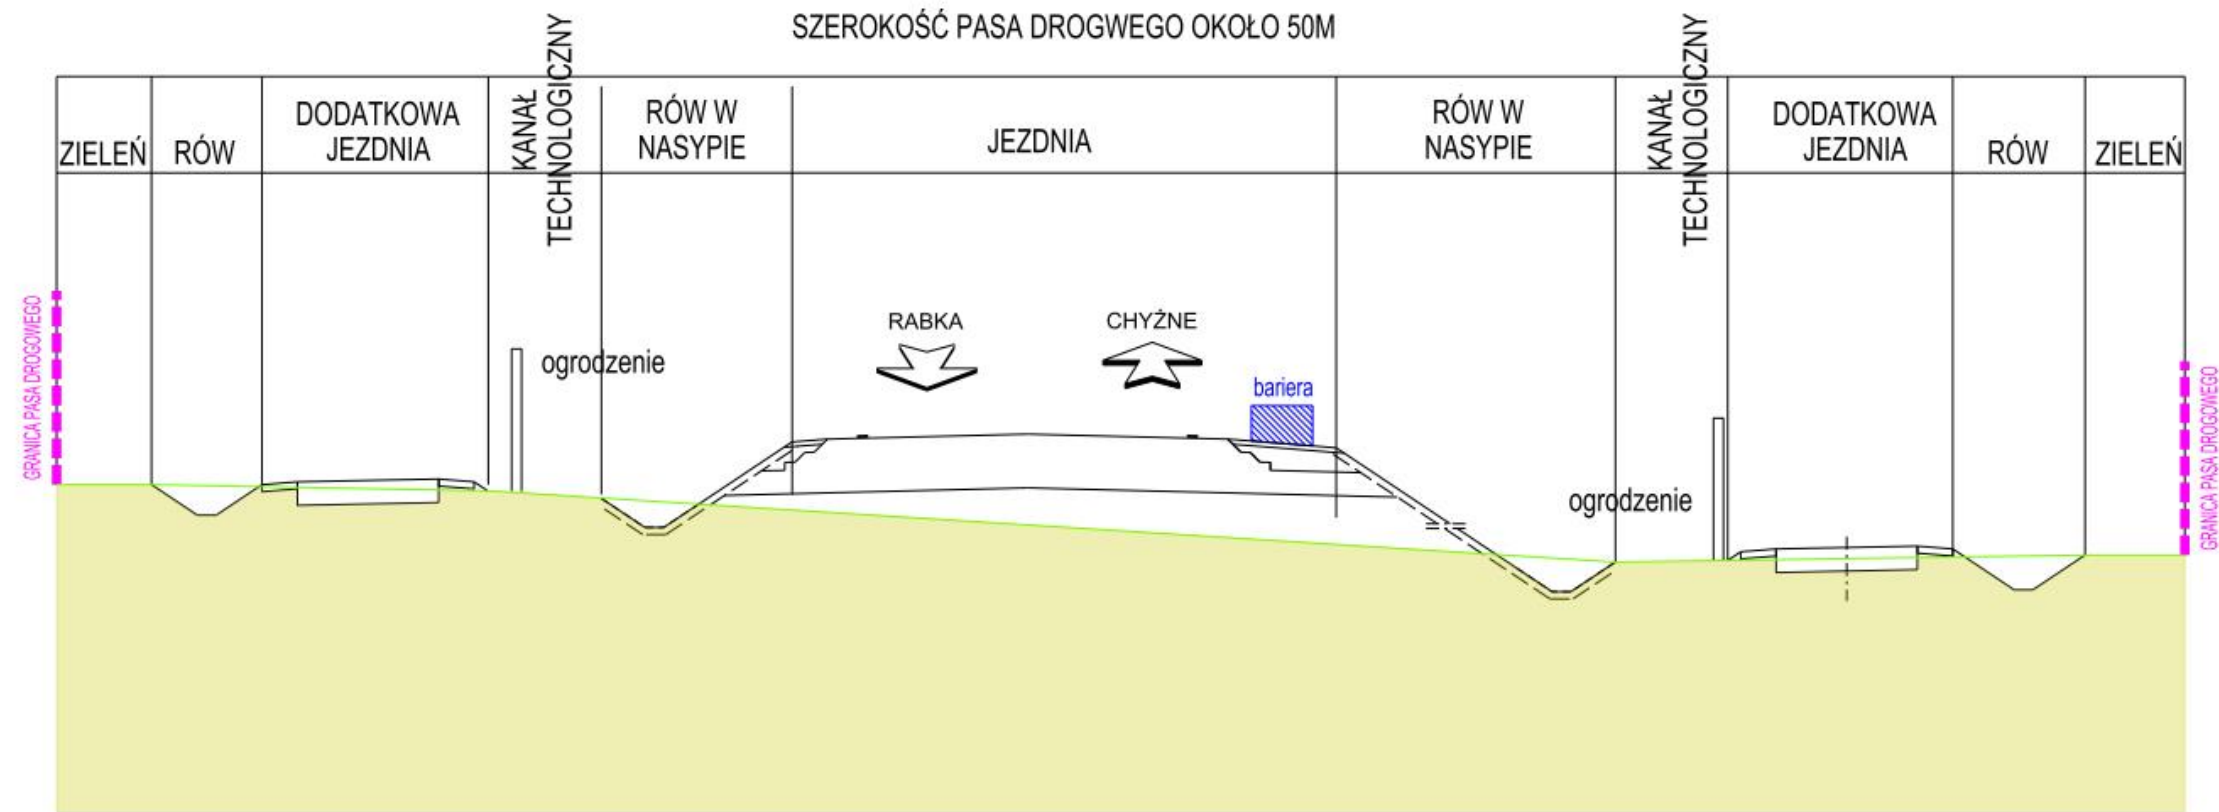 SZEROKOŚĆ PASA DROGWEGO OKOŁO 50M
ZIELEŃ
RÓW
DODATKOWA
JEZDNIA
KANAŁ
TECHNOLOGICZNY
RÓW W
NASYPIE
JEZDNIA
RÓW W
NASYPIE
KANAŁ
TECHNOLOGICZNY
DODATKOWA
JEZDNIA
RÓW
ZIELEŃ
GRANICA PASA DROGOWEGO
ogrodzenie
RABKA
CHYŻNE
bariera
ogrodzenie
GRANICA PASA DROGOWEGO